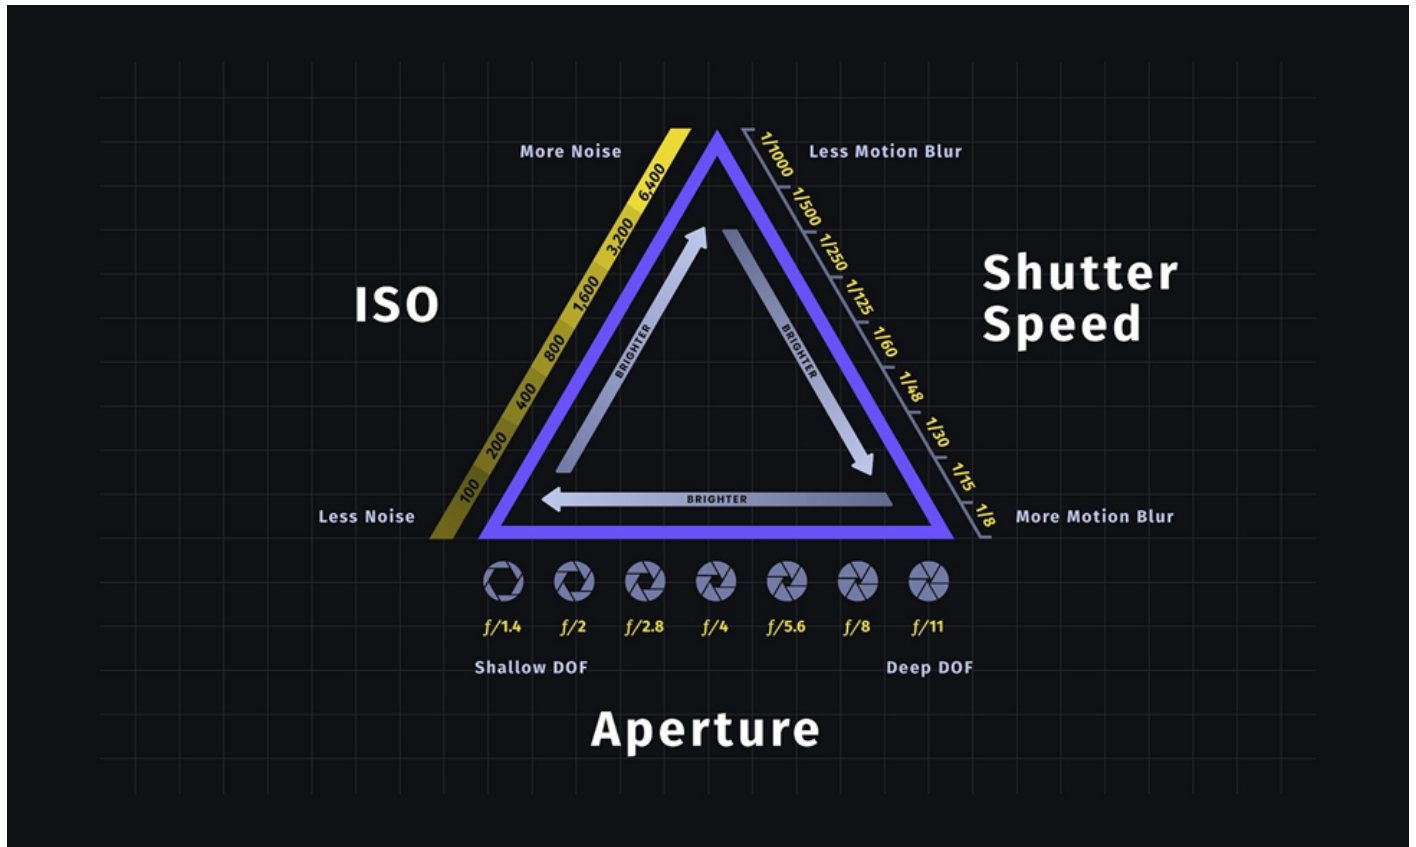 More Noise
Less Motion Blur
ISO
Shutter
Speed
6,400
3,200
1,600
800
400
200
100
1/1000
1/500
1/250
1/125
1/60
1/48
1/30
1/15
1/8
BRIGHTER
BRIGHTER
BRIGHTER
Less Noise
More Motion Blur
ƒ/1.4 ƒ/2 ƒ/2.8 ƒ/4 ƒ/5.6 ƒ/8 ƒ/11
Shallow DOF
Deep DOF
Aperture